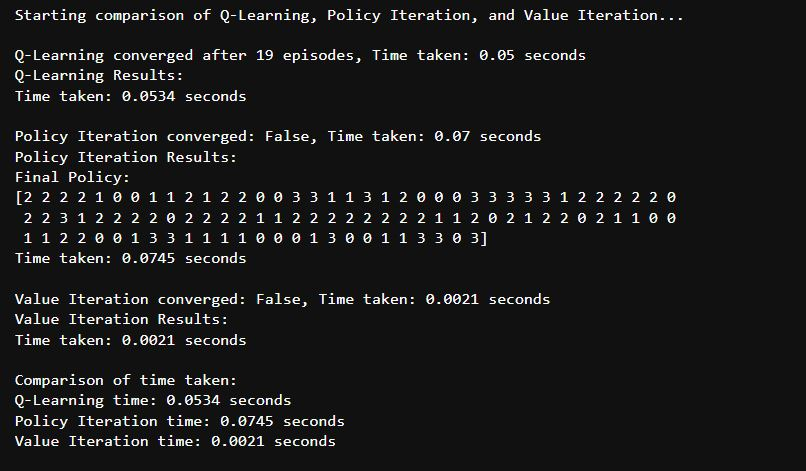 Starting comparison of Q-Learning, Policy Iteration, and Value Iteration...
Q-Learning converged after 19 episodes, Time taken: 0.05 seconds
Q-Learning Results:
Time taken: 0.0534 seconds
Policy Iteration converged: False, Time taken: 0.07 seconds
Policy Iteration Results:
Final Policy:
[2 2 2 2 1 0 0 1 1 2 1 2 2 0 0 3 3 1 1 3 1 2 0 0 0 3 3 3 3 3 1 2 2 2 2 2 0
2 2 3 1 2 2 2 2 0 2 2 2 2 1 1 2 2 2 2 2 2 2 2 1 1 2 0 2 1 2 2 0 2 1 1 0 0
1 1 2 2 0 0 1 3 3 1 1 1 1 0 0 0 1 3 0 0 1 1 3 3 0 3]
Time taken: 0.0745 seconds
Value Iteration converged: False, Time taken: 0.0021 seconds
Value Iteration Results:
Time taken: 0.0021 seconds
Comparison of time taken:
Q-Learning time: 0.0534 seconds
Policy Iteration time: 0.0745 seconds
Value Iteration time: 0.0021 seconds